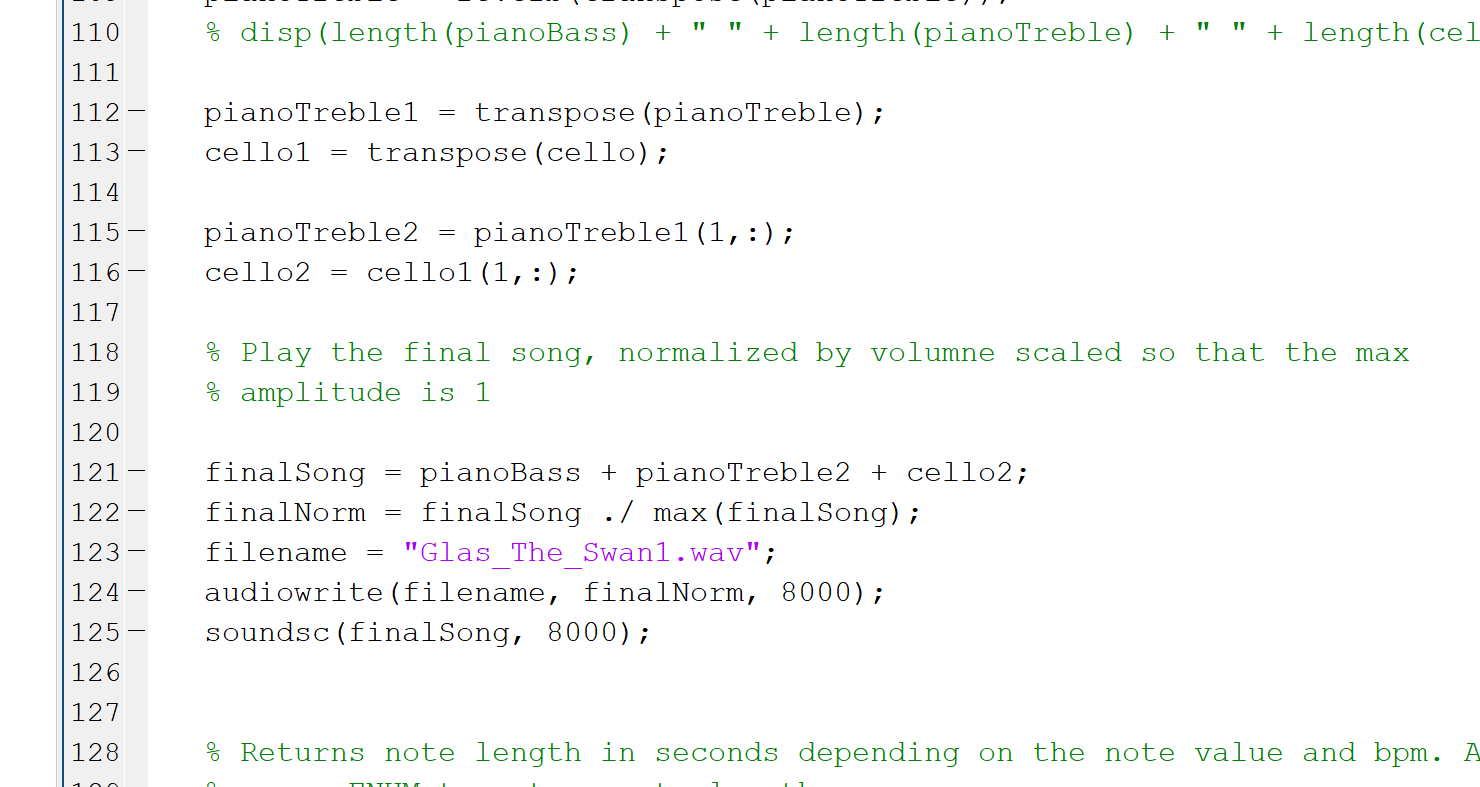 110 % disp(length(pianoBass) + " " + length(pianoTreble) + " " + length(cel
111
112 – pianoTreble1 = transpose(pianoTreble);
113 – cello1 = transpose(cello);
114
115 – pianoTreble2 = pianoTreble1(1,:);
116 – cello2 = cello1(1,:);
117
118 % Play the final song, normalized by volumne scaled so that the max
119 % amplitude is 1
120
121 – finalSong = pianoBass + pianoTreble2 + cello2;
122 – finalNorm = finalSong ./ max(finalSong);
123 – filename = "Glas_The_Swan1.wav";
124 – audiowrite(filename, finalNorm, 8000);
125 – soundsc(finalSong, 8000);
126
127
128 % Returns note length in seconds depending on the note value and bpm. A